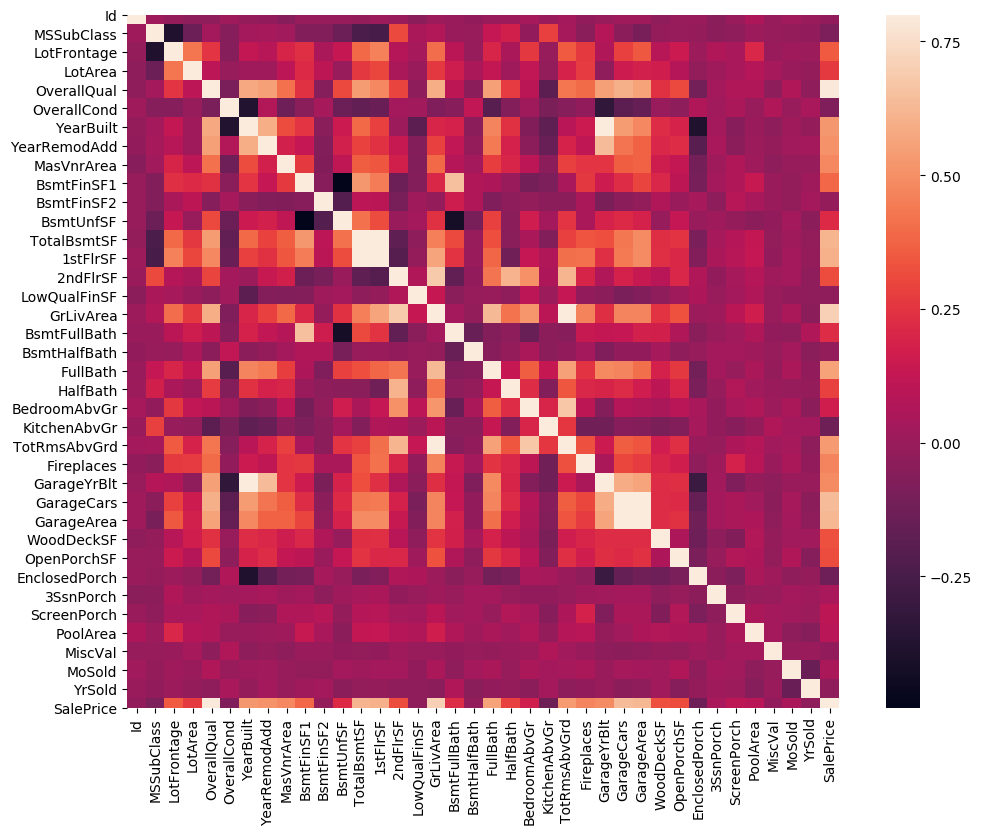 Id
MSSubClass
LotFrontage
LotArea
OverallQual
OverallCond
YearBuilt
YearRemodAdd
MasVnrArea
BsmtFinSF1
BsmtFinSF2
BsmtUnfSF
TotalBsmtSF
1stFlrSF
2ndFlrSF
LowQualFinSF
GrLivArea
BsmtFullBath
BsmtHalfBath
FullBath
HalfBath
BedroomAbvGr
KitchenAbvGr
TotRmsAbvGrd
Fireplaces
GarageYrBlt
GarageCars
GarageArea
WoodDeckSF
OpenPorchSF
EnclosedPorch
3SsnPorch
ScreenPorch
PoolArea
MiscVal
MoSold
YrSold
SalePrice
Id
MSSubClass
LotFrontage
LotArea
OverallQual
OverallCond
YearBuilt
YearRemodAdd
MasVnrArea
BsmtFinSF1
BsmtFinSF2
BsmtUnfSF
TotalBsmtSF
1stFlrSF
2ndFlrSF
LowQualFinSF
GrLivArea
BsmtFullBath
BsmtHalfBath
FullBath
HalfBath
BedroomAbvGr
KitchenAbvGr
TotRmsAbvGrd
Fireplaces
GarageYrBlt
GarageCars
GarageArea
WoodDeckSF
OpenPorchSF
EnclosedPorch
3SsnPorch
ScreenPorch
PoolArea
MiscVal
MoSold
YrSold
SalePrice
0.75
0.50
0.25
0.00
−0.25